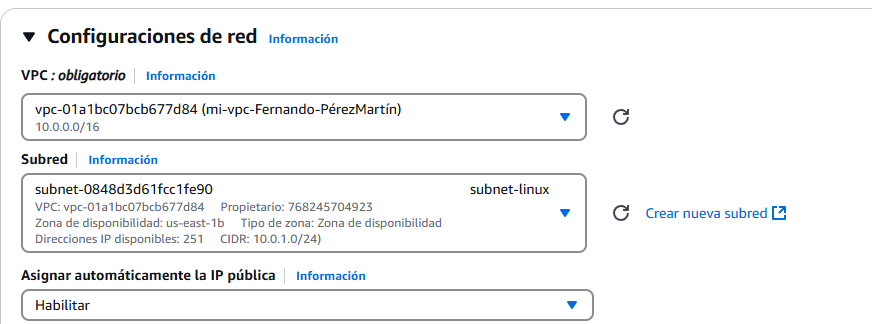 Configuraciones de red Información
VPC : obligatorio Información
vpc-01a1bc07bcb677d84 (mi-vpc-Fernando-PérezMartín)
10.0.0.0/16
Subred Información
subnet-0848d3d61fcc1fe90 subnet-linux
VPC: vpc-01a1bc07bcb677d84 Propietario: 768245704923
Zona de disponibilidad: us-east-1b Tipo de zona: Zona de disponibilidad
Direcciones IP disponibles: 251 CIDR: 10.0.1.0/24)
Crear nueva subred
Asignar automáticamente la IP pública Información
Habilitar